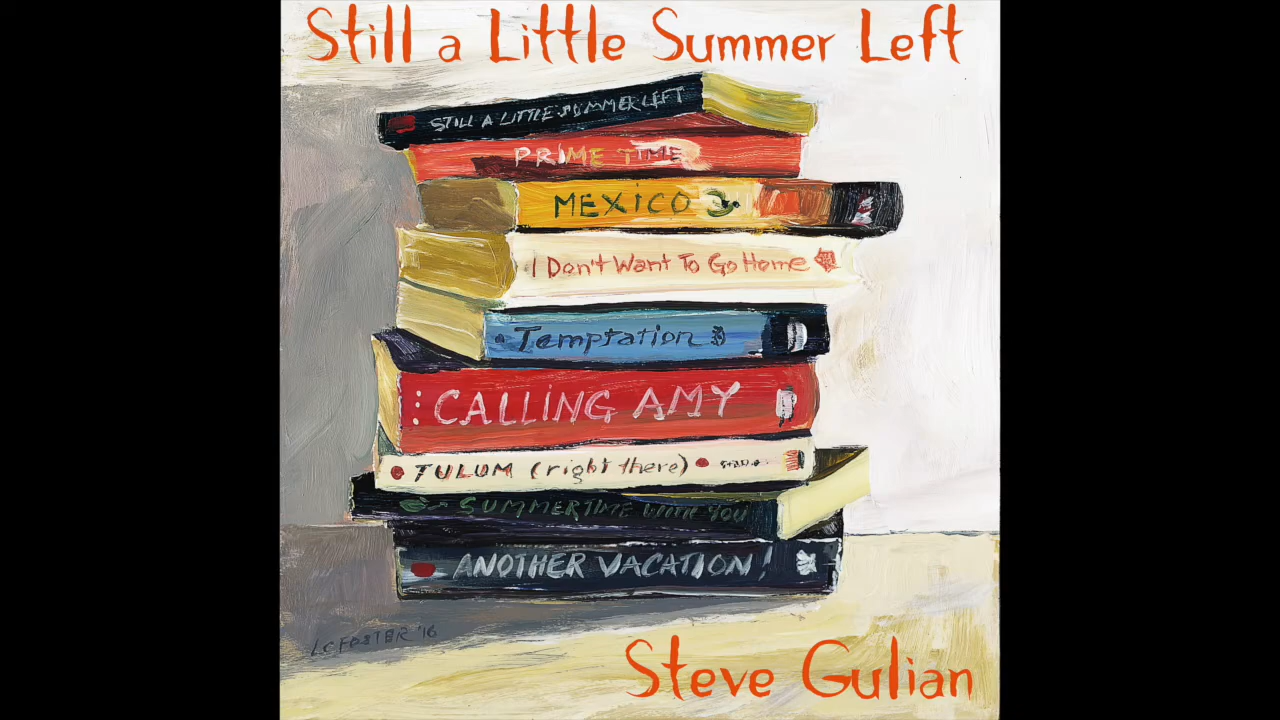 Still a Little Summer Left
STILL A LITTLE SUMMER LEFT
PRIME TIME
MEXICO
I Don't Want To Go Home
Temptation
CALLING AMY
TULUM (right there)
SUMMERTIME WITH YOU
ANOTHER VACATION!
Steve Gulian